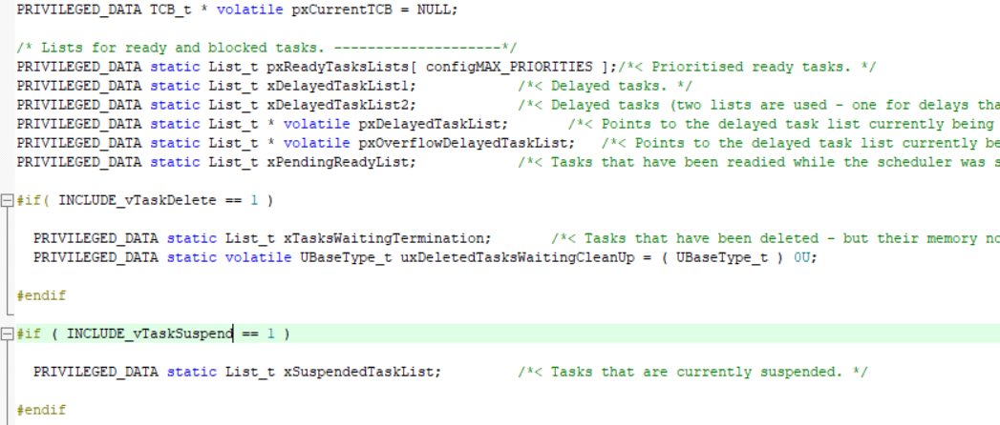 PRIVILEGED_DATA TCB_t * volatile pxCurrentTCB = NULL;
/* Lists for ready and blocked tasks. --------------------*/
PRIVILEGED_DATA static List_t pxReadyTasksLists[ configMAX_PRIORITIES ];/*< Prioritised ready tasks. */
PRIVILEGED_DATA static List_t xDelayedTaskList1; /*< Delayed tasks. */
PRIVILEGED_DATA static List_t xDelayedTaskList2; /*< Delayed tasks (two lists are used - one for delays tha
PRIVILEGED_DATA static List_t * volatile pxDelayedTaskList; /*< Points to the delayed task list currently being
PRIVILEGED_DATA static List_t * volatile pxOverflowDelayedTaskList; /*< Points to the delayed task list currently be
PRIVILEGED_DATA static List_t xPendingReadyList; /*< Tasks that have been readied while the scheduler was s
#if( INCLUDE_vTaskDelete == 1 )
PRIVILEGED_DATA static List_t xTasksWaitingTermination; /*< Tasks that have been deleted - but their memory no
PRIVILEGED_DATA static volatile UBaseType_t uxDeletedTasksWaitingCleanUp = ( UBaseType_t ) 0U;
#endif
#if ( INCLUDE_vTaskSuspend == 1 )
PRIVILEGED_DATA static List_t xSuspendedTaskList; /*< Tasks that are currently suspended. */
#endif